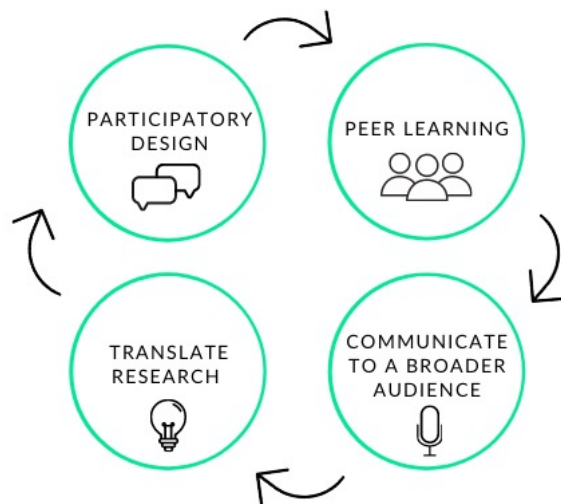 PARTICIPATORY
DESIGN
PEER LEARNING
COMMUNICATE
TO A BROADER
AUDIENCE
TRANSLATE
RESEARCH